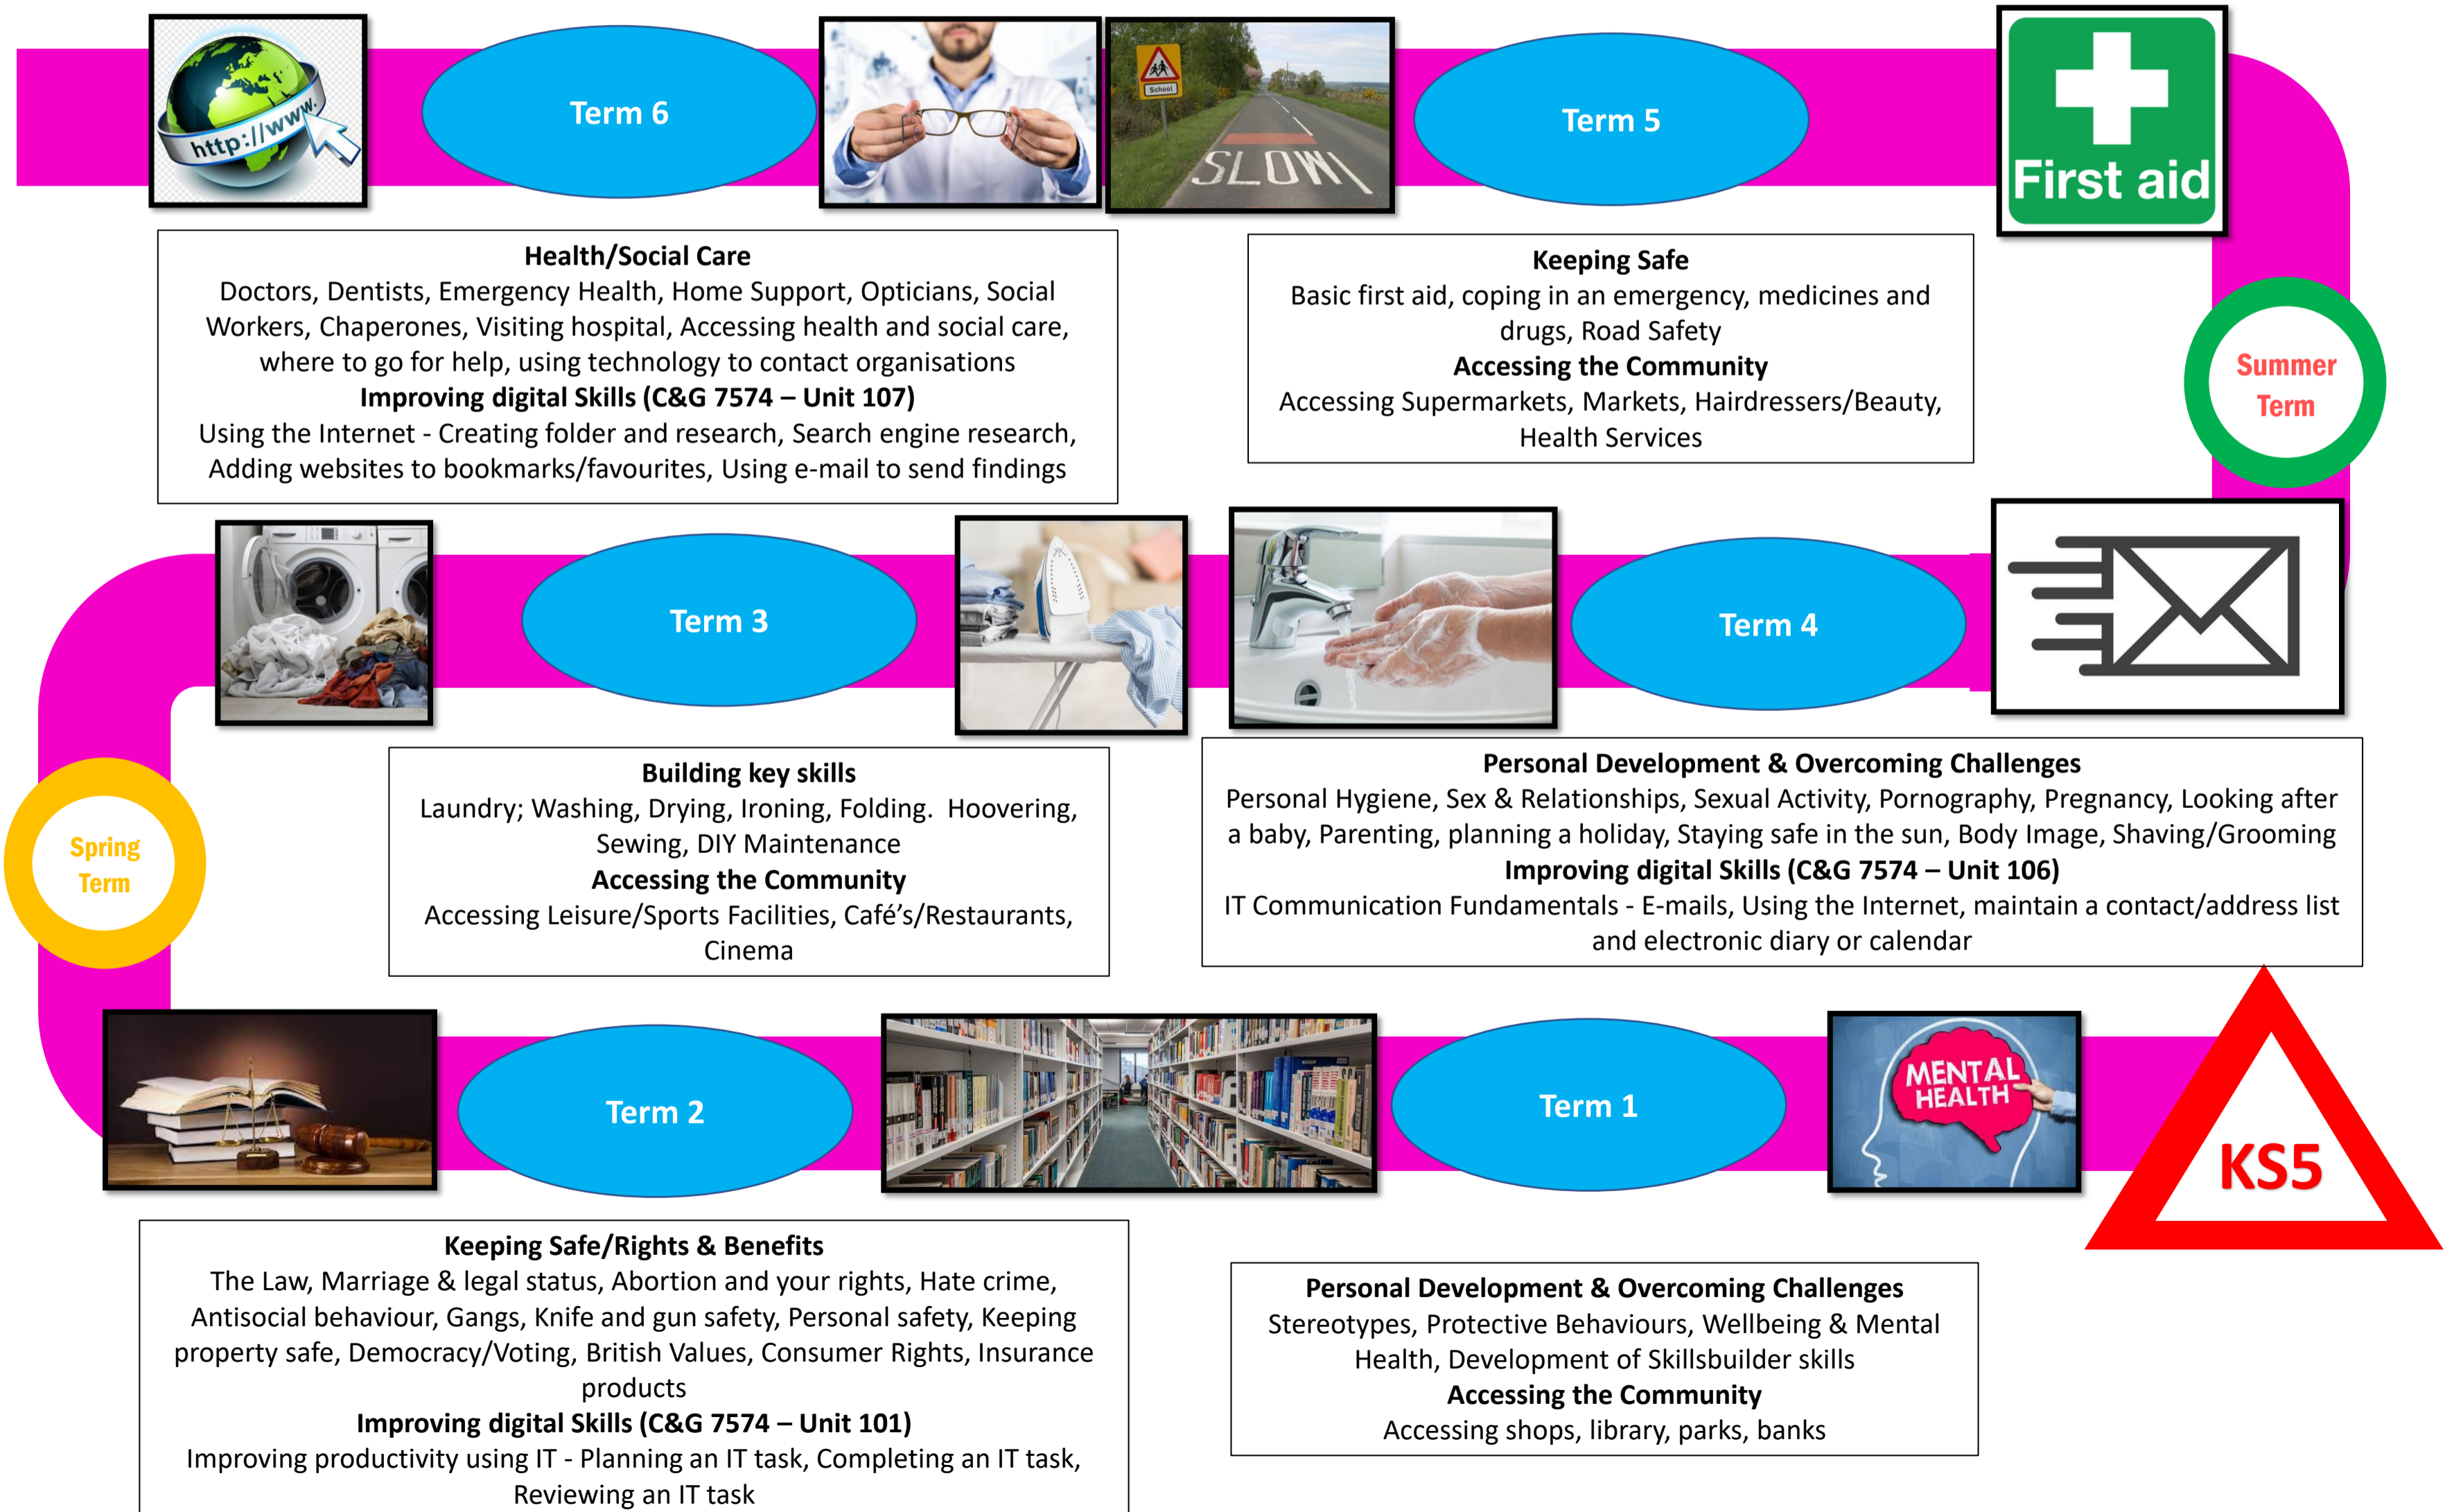 http://www.
Term 6
School
SLOW
Term 5
First aid
Health/Social Care
Doctors, Dentists, Emergency Health, Home Support, Opticians, Social
Workers, Chaperones, Visiting hospital, Accessing health and social care,
where to go for help, using technology to contact organisations
Improving digital Skills (C&G 7574 – Unit 107)
Using the Internet - Creating folder and research, Search engine research,
Adding websites to bookmarks/favourites, Using e-mail to send findings
Keeping Safe
Basic first aid, coping in an emergency, medicines and
drugs, Road Safety
Accessing the Community
Accessing Supermarkets, Markets, Hairdressers/Beauty,
Health Services
Summer
Term
Term 3
Term 4
Building key skills
Laundry; Washing, Drying, Ironing, Folding.  Hoovering,
Sewing, DIY Maintenance
Accessing the Community
Accessing Leisure/Sports Facilities, Café’s/Restaurants,
Cinema
Personal Development & Overcoming Challenges
Personal Hygiene, Sex & Relationships, Sexual Activity, Pornography, Pregnancy, Looking after
a baby, Parenting, planning a holiday, Staying safe in the sun, Body Image, Shaving/Grooming
Improving digital Skills (C&G 7574 – Unit 106)
IT Communication Fundamentals - E-mails, Using the Internet, maintain a contact/address list
and electronic diary or calendar
Spring
Term
Term 2
Term 1
MENTAL
HEALTH
KS5
Keeping Safe/Rights & Benefits
The Law, Marriage & legal status, Abortion and your rights, Hate crime,
Antisocial behaviour, Gangs, Knife and gun safety, Personal safety, Keeping
property safe, Democracy/Voting, British Values, Consumer Rights, Insurance
products
Improving digital Skills (C&G 7574 – Unit 101)
Improving productivity using IT - Planning an IT task, Completing an IT task,
Reviewing an IT task
Personal Development & Overcoming Challenges
Stereotypes, Protective Behaviours, Wellbeing & Mental
Health, Development of Skillsbuilder skills
Accessing the Community
Accessing shops, library, parks, banks